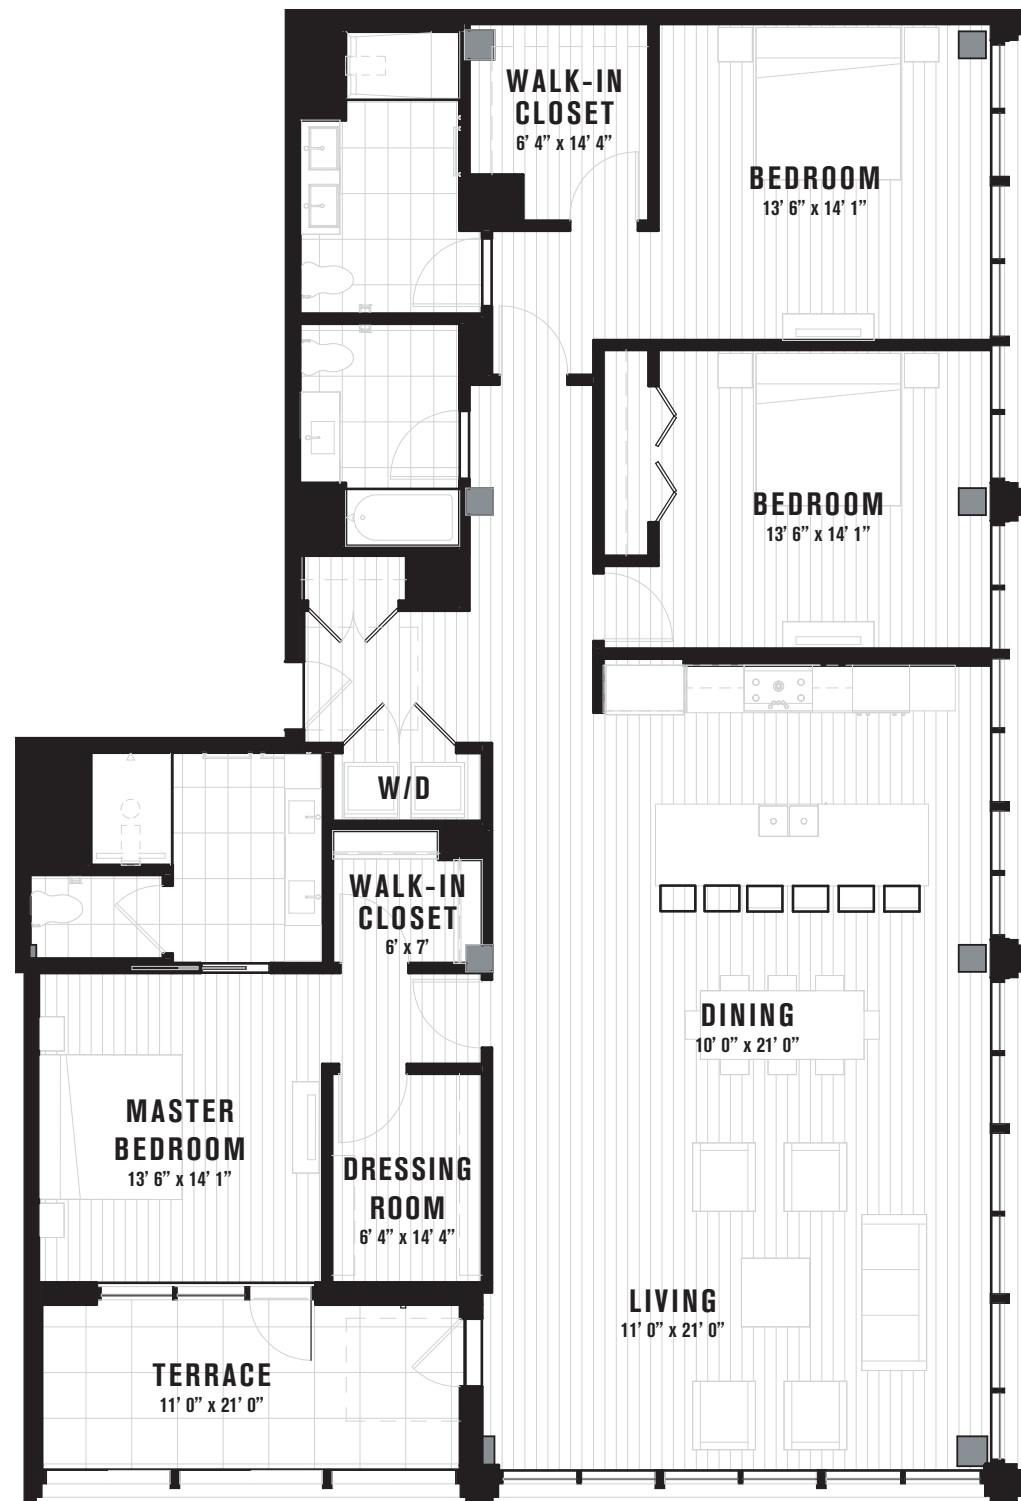 WALK-IN
CLOSET
6’ 4” x 14’ 4”
BEDROOM
13’ 6” x 14’ 1”
BEDROOM
13’ 6” x 14’ 1”
W/D
WALK-IN
CLOSET
6’ x 7’
DINING
10’ 0” x 21’ 0”
MASTER
BEDROOM
13’ 6” x 14’ 1”
DRESSING
ROOM
6’ 4” x 14’ 4”
LIVING
11’ 0” x 21’ 0”
TERRACE
11’ 0” x 21’ 0”